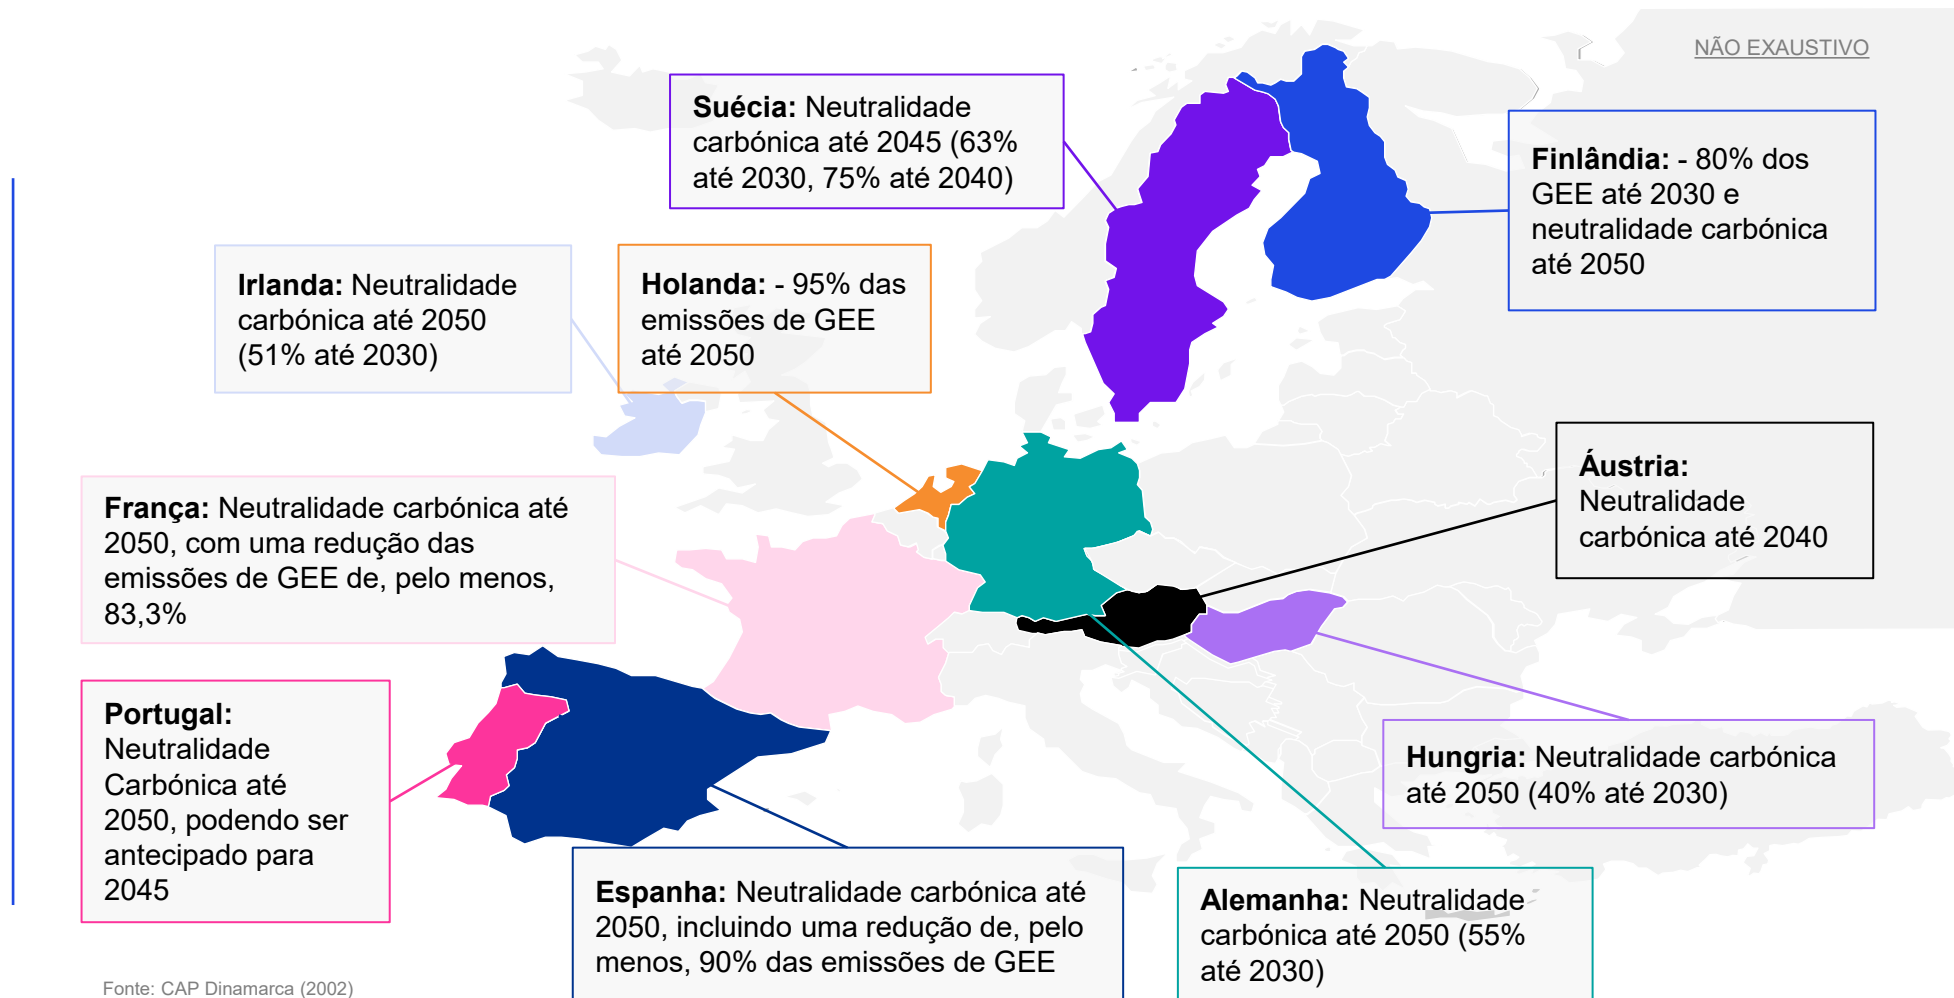 NÃO EXAUSTIVO
Suécia: Neutralidade
carbónica até 2045 (63%
até 2030, 75% até 2040)
Finlândia: - 80% dos
GEE até 2030 e
neutralidade carbónica
até 2050
Irlanda: Neutralidade
carbónica até 2050
(51% até 2030)
Holanda: - 95% das
emissões de GEE
até 2050
Áustria:
Neutralidade
carbónica até 2040
França: Neutralidade carbónica até
2050, com uma redução das
emissões de GEE de, pelo menos,
83,3%
Portugal:
Neutralidade
Carbónica até
2050, podendo ser
antecipado para
2045
Hungria: Neutralidade carbónica
até 2050 (40% até 2030)
Espanha: Neutralidade carbónica até
2050, incluindo uma redução de, pelo
menos, 90% das emissões de GEE
Alemanha: Neutralidade
carbónica até 2050 (55%
até 2030)
Fonte: CAP Dinamarca (2002)